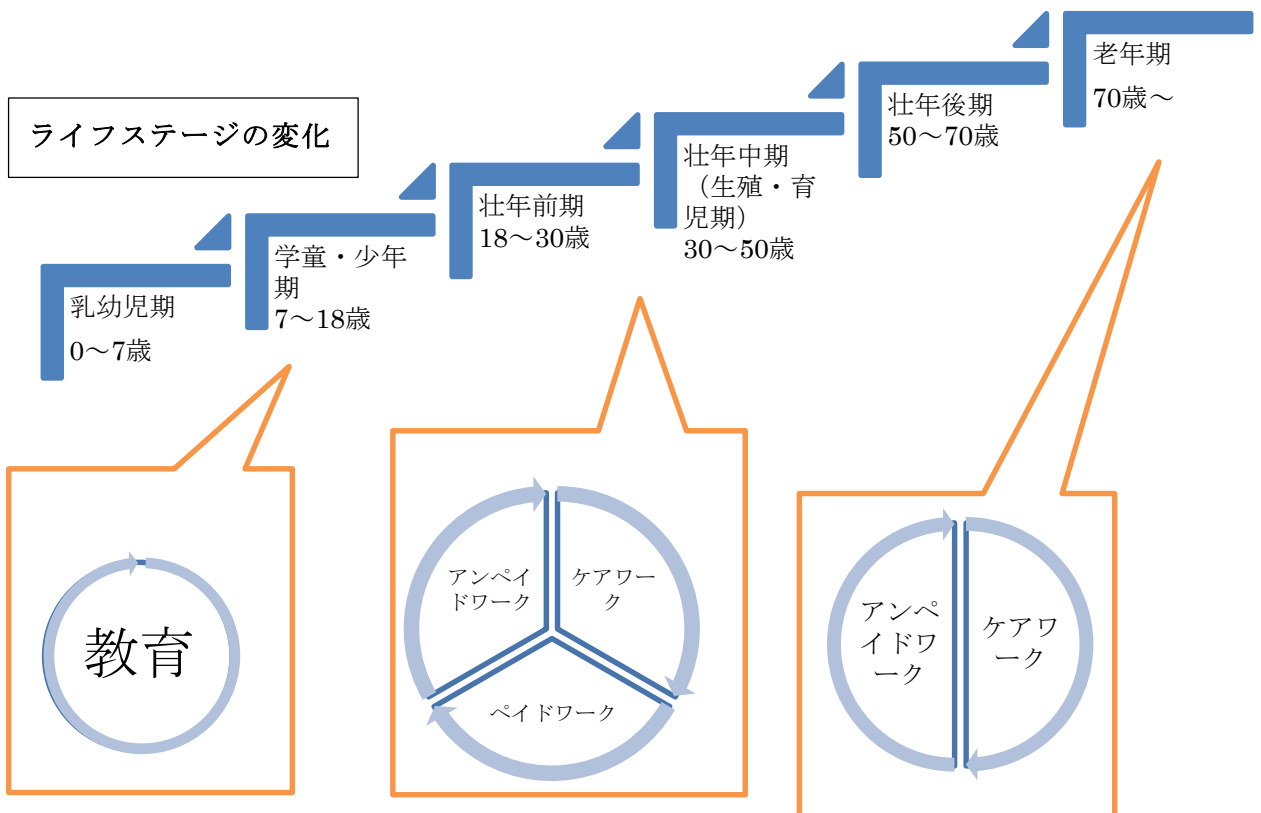 ライフステージの変化
乳幼児期
0～7歳
学童・少年
期
7～18歳
壮年前期
18～30歳
壮年中期
（生殖・育
児期）
30～50歳
壮年後期
50～70歳
老年期
70歳～
教育
アンペイ
ドワーク
ケアワー
ク
ペイドワーク
アンペ
イドワ
ーク
ケアワ
ーク